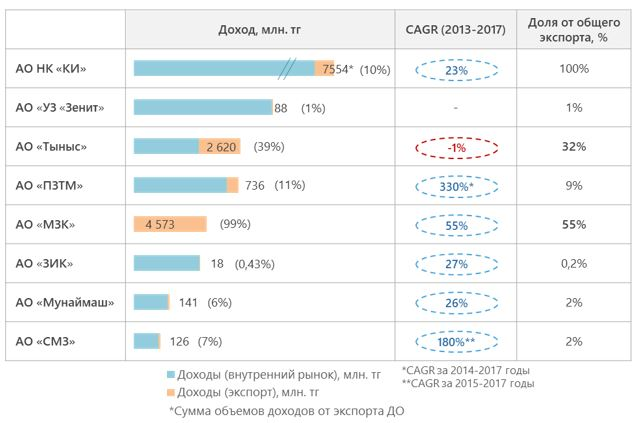 Доход, млн. тг CAGR (2013-2017) Доля от общего экспорта, %
АО НК «КИ» 7554* (10%) 23% 100%
АО «УЗ «Зенит» 88 (1%) - 1%
АО «Тыныс» 2 620 (39%) -1% 32%
АО «ПЗТМ» 736 (11%) 330%* 9%
АО «МЗК» 4 573 (99%) 55% 55%
АО «ЗИК» 18 (0,43%) 27% 0,2%
АО «Мунаймаш» 141 (6%) 26% 2%
АО «СМЗ» 126 (7%) 180%** 2%
Доходы (внутренний рынок), млн. тг
Доходы (экспорт), млн. тг
*Сумма объемов доходов от экспорта ДО
*CAGR за 2014-2017 годы
**CAGR за 2015-2017 годы